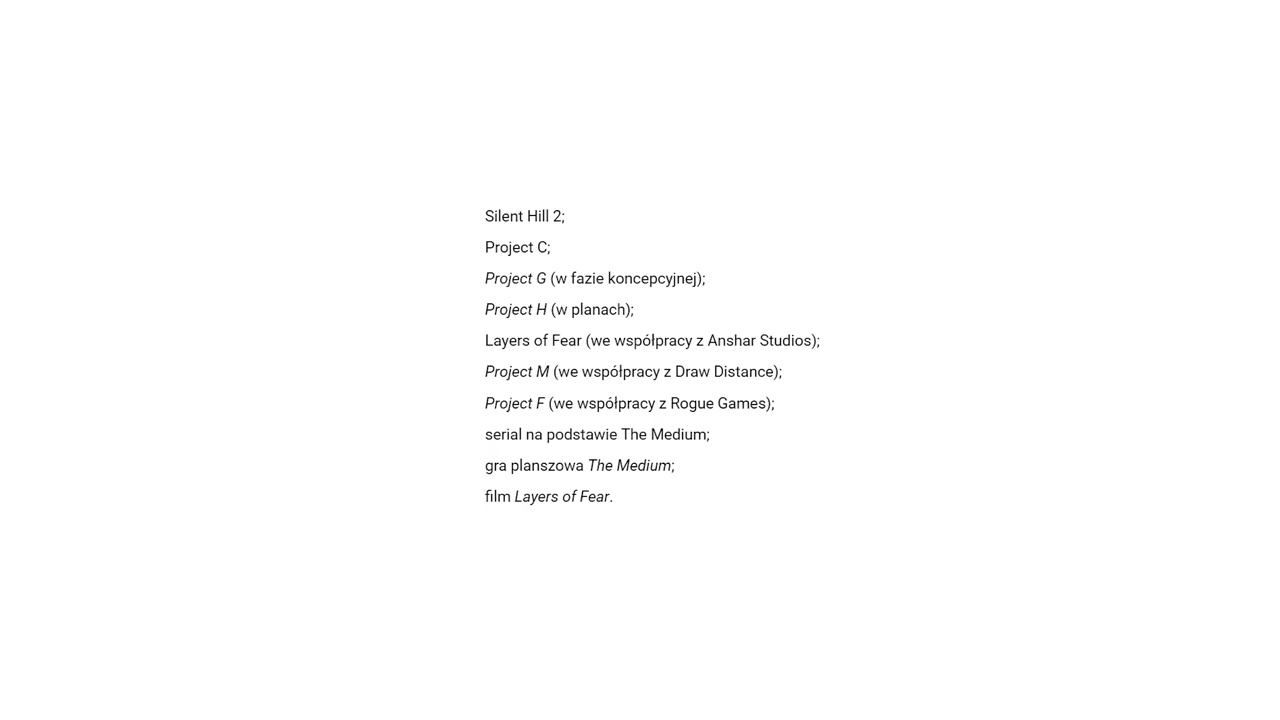 Silent Hill 2;
Project C;
Project G (w fazie koncepcyjnej);
Project H (w planach);
Layers of Fear (we współpracy z Anshar Studios);
Project M (we współpracy z Draw Distance);
Project F (we współpracy z Rogue Games);
serial na podstawie The Medium;
gra planszowa The Medium;
film Layers of Fear.